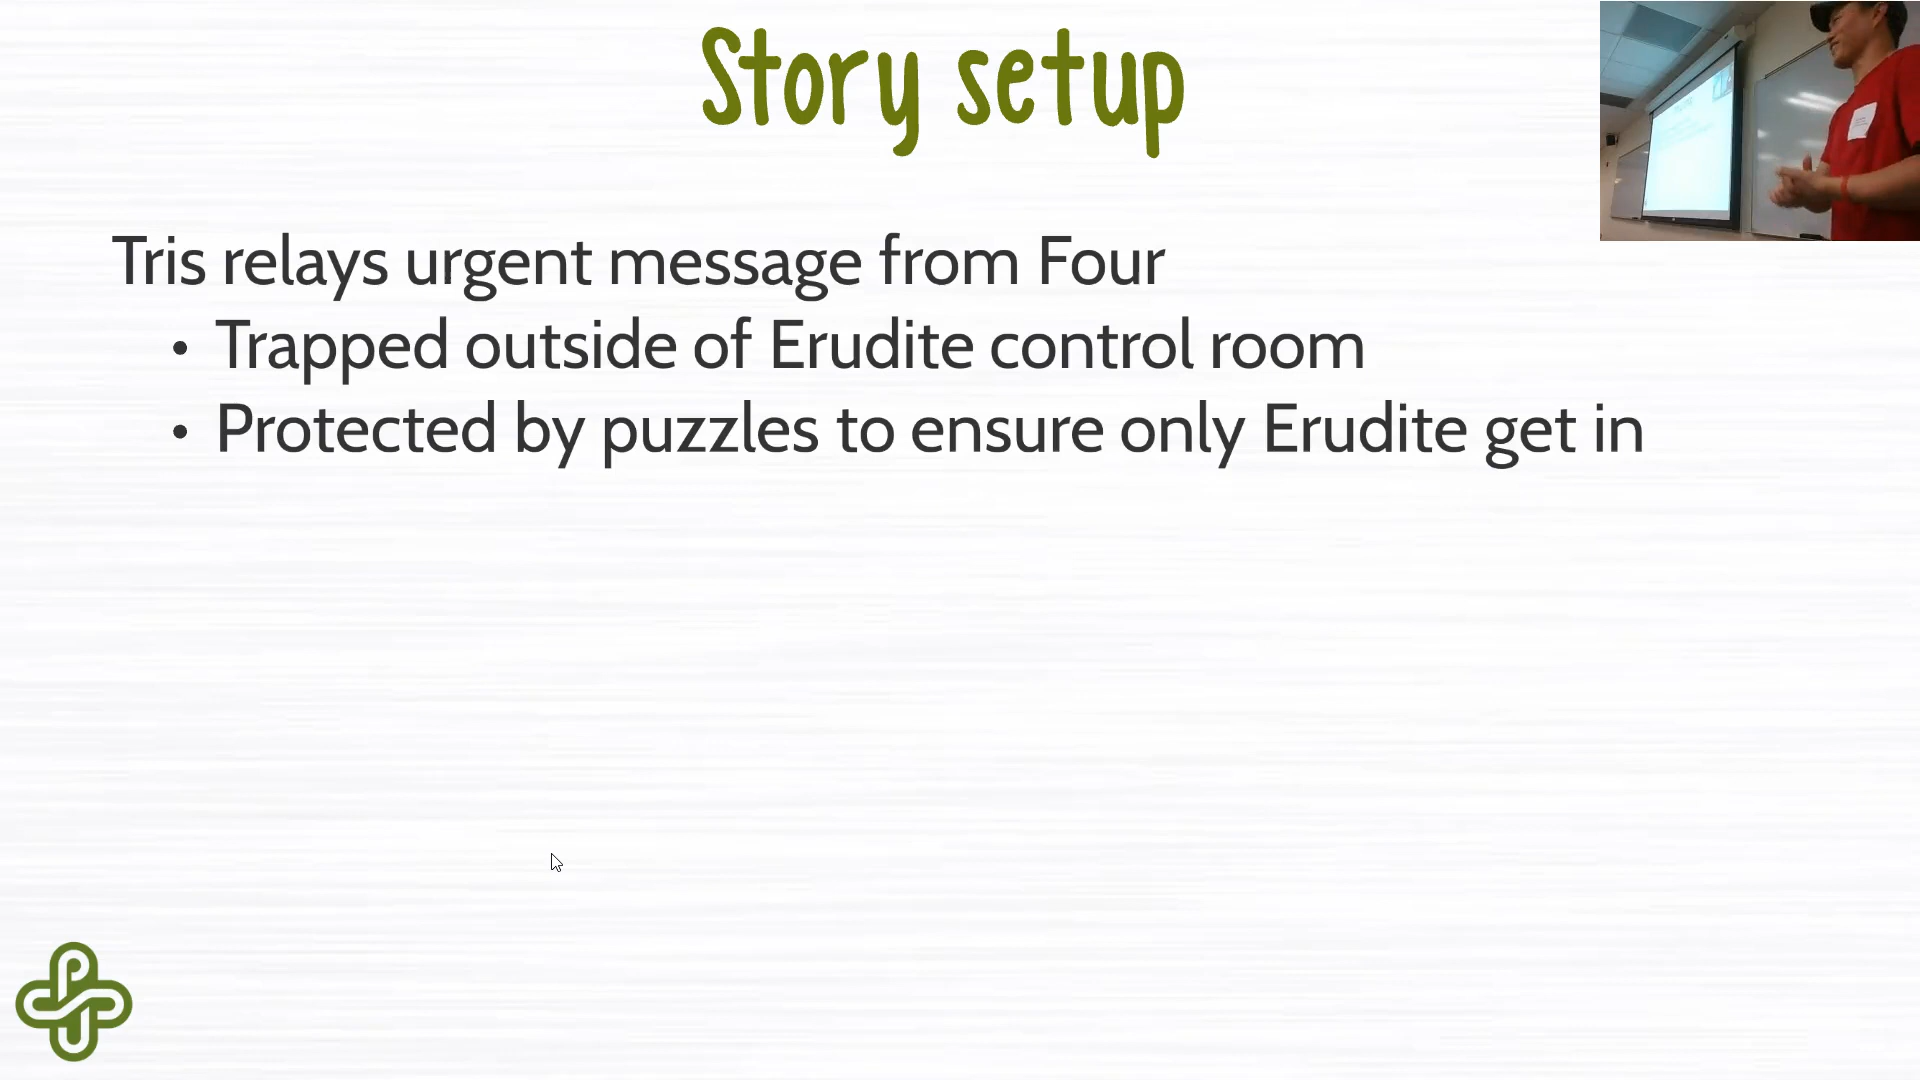 Story setup
Tris relays urgent message from Four
• Trapped outside of Erudite control room
• Protected by puzzles to ensure only Erudite get in